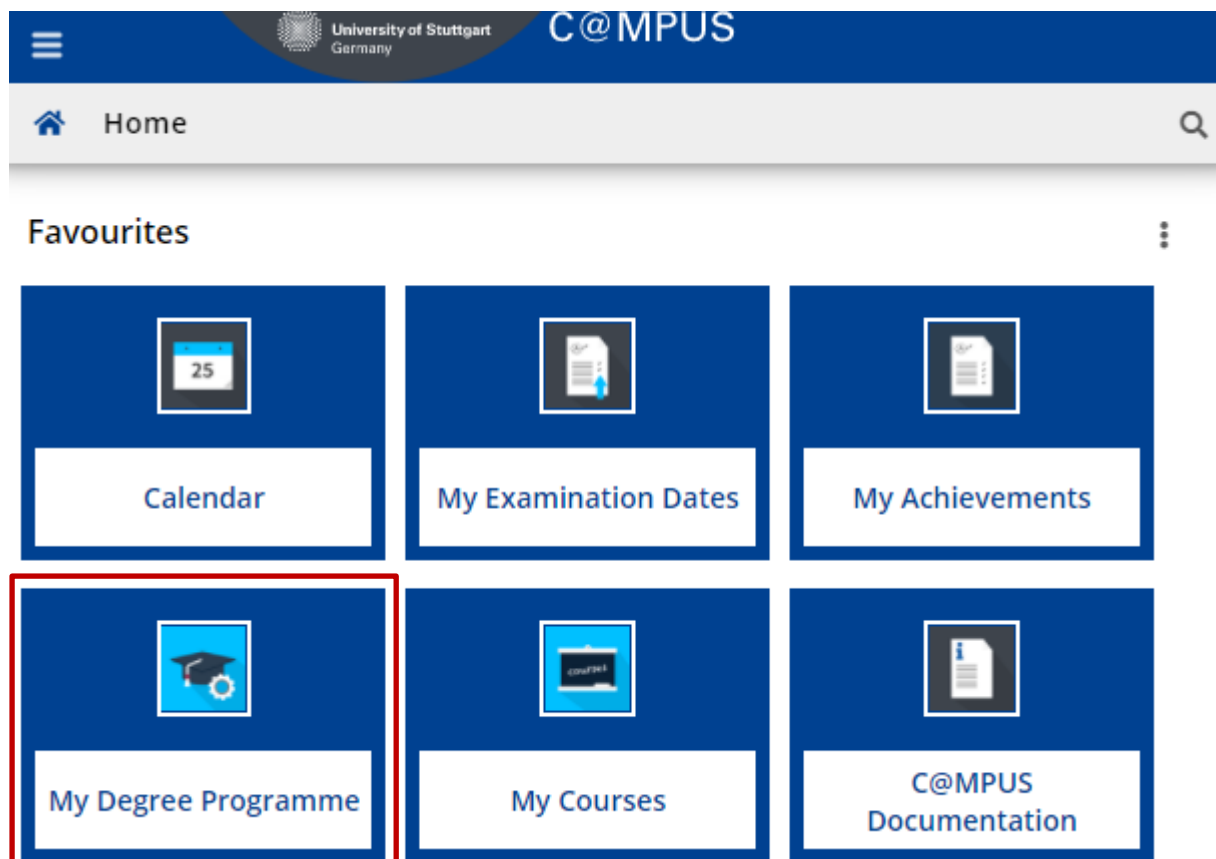 University of Stuttgart
Germany
C@MPUS
Home
Favourites
25
Calendar
My Examination Dates
My Achievements
courses
i
My Degree Programme
My Courses
C@MPUS
Documentation